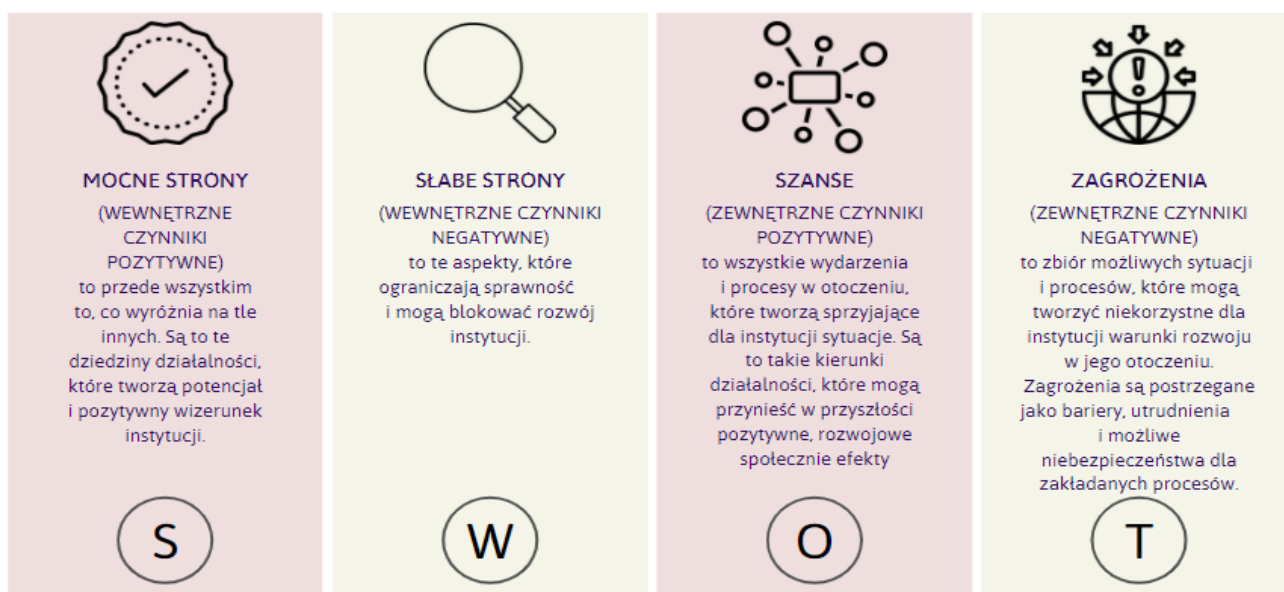 MOCNE STRONY
(WEWNĘTRZNE
CZYNNIKI
POZYTYWNE)
to przede wszystkim
to, co wyróżnia na tle
innych. Są to te
dziedziny działalności,
które tworzą potencjał
i pozytywny wizerunek
instytucji.
S
SŁABE STRONY
(WEWNĘTRZNE CZYNNIKI
NEGATYWNE)
to te aspekty, które
ograniczają sprawność
i mogą blokować rozwój
instytucji.
W
SZANSE
(ZEWNĘTRZNE CZYNNIKI
POZYTYWNE)
to wszystkie wydarzenia
i procesy w otoczeniu,
które tworzą sprzyjające
dla instytucji sytuacje. Są
to takie kierunki
działalności, które mogą
przynieść w przyszłości
pozytywne, rozwojowe
społecznie efekty
O
ZAGROŻENIA
(ZEWNĘTRZNE CZYNNIKI
NEGATYWNE)
to zbiór możliwych sytuacji
i procesów, które mogą
tworzyć niekorzystne dla
instytucji warunki rozwoju
w jego otoczeniu.
Zagrożenia są postrzegane
jako bariery, utrudnienia
i możliwe
niebezpieczeństwa dla
zakładanych procesów.
T